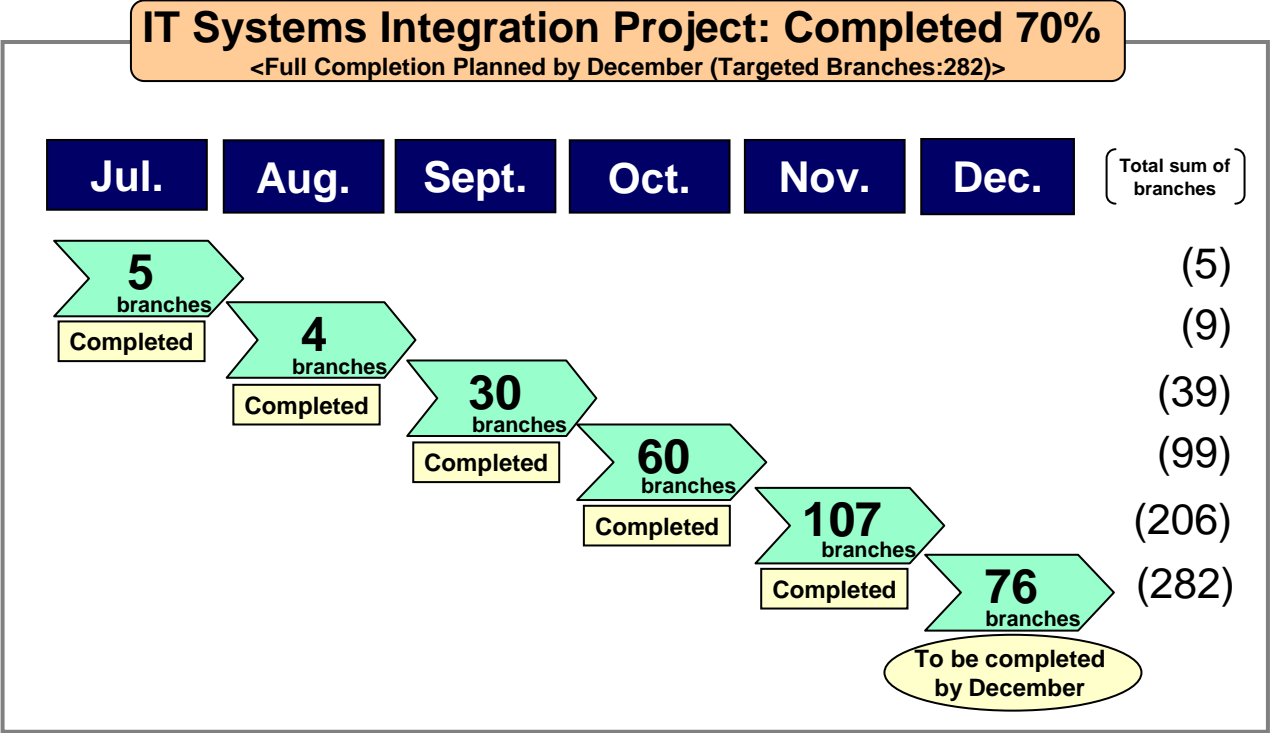 IT Systems Integration Project: Completed 70%
<Full Completion Planned by December (Targeted Branches:282)>
Jul.
Aug.
Sept.
Oct.
Nov.
Dec.
Total sum of
branches
5
branches
Completed
(5)
4
branches
Completed
(9)
30
branches
Completed
(39)
60
branches
Completed
(99)
107
branches
Completed
(206)
76
branches
To be completed
by December
(282)